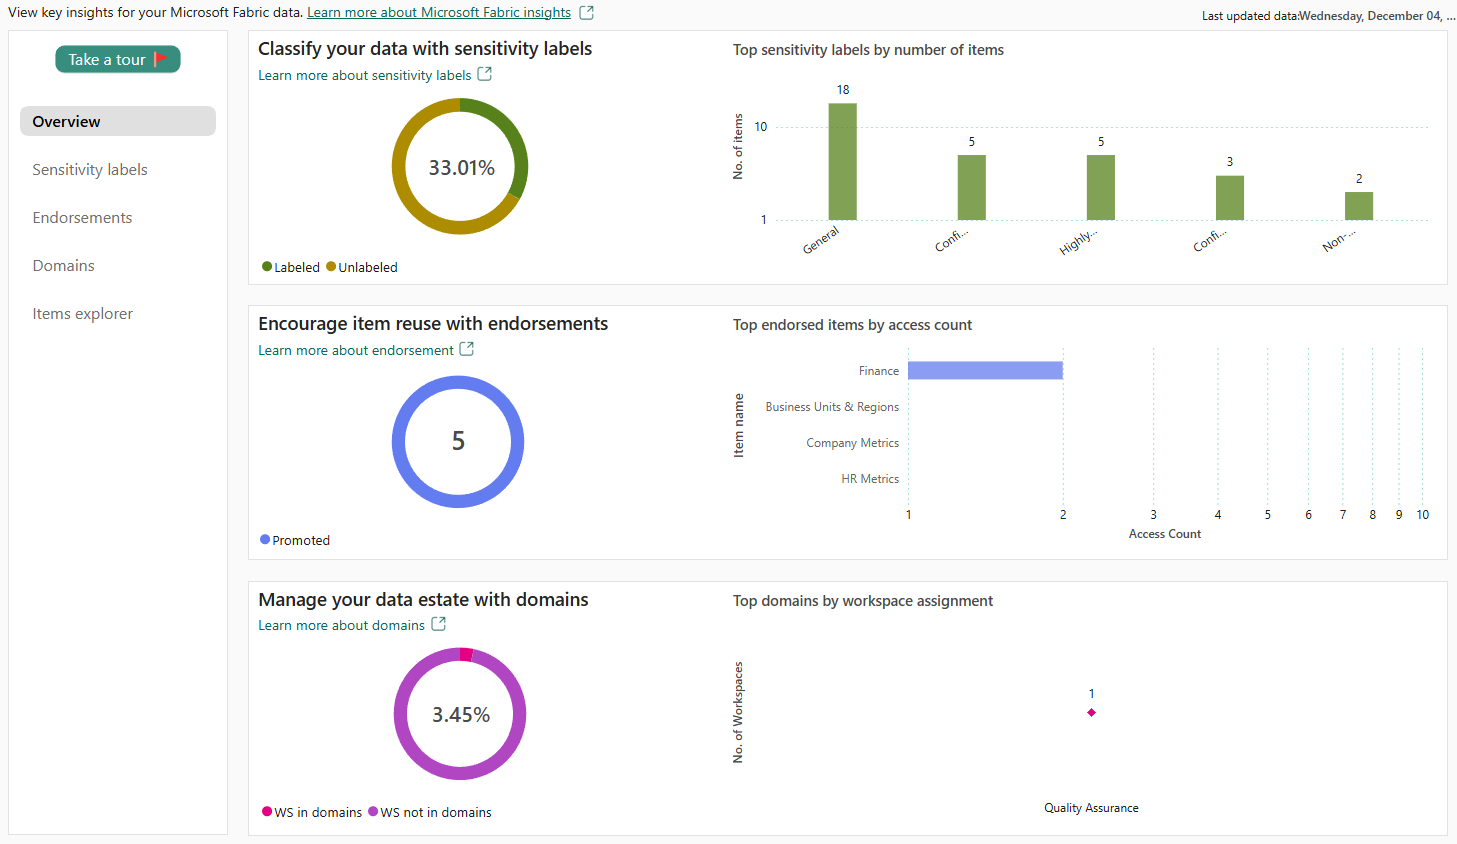 View key insights for your Microsoft Fabric data. Learn more about Microsoft Fabric insights
Last updated data:Wednesday, December 04, ...
Take a tour
Overview
Sensitivity labels
Endorsements
Domains
Items explorer
Classify your data with sensitivity labels
Learn more about sensitivity labels
33.01%
Labeled Unlabeled
Top sensitivity labels by number of items
No. of items
10
1
18
5
5
3
2
General
Confi...
Highly...
Confi...
Non-...
Encourage item reuse with endorsements
Learn more about endorsement
5
Promoted
Top endorsed items by access count
Item name
Finance
Business Units & Regions
Company Metrics
HR Metrics
1 2 3 4 5 6 7 8 9 10
Access Count
Manage your data estate with domains
Learn more about domains
3.45%
WS in domains WS not in domains
Top domains by workspace assignment
No. of Workspaces
1
Quality Assurance